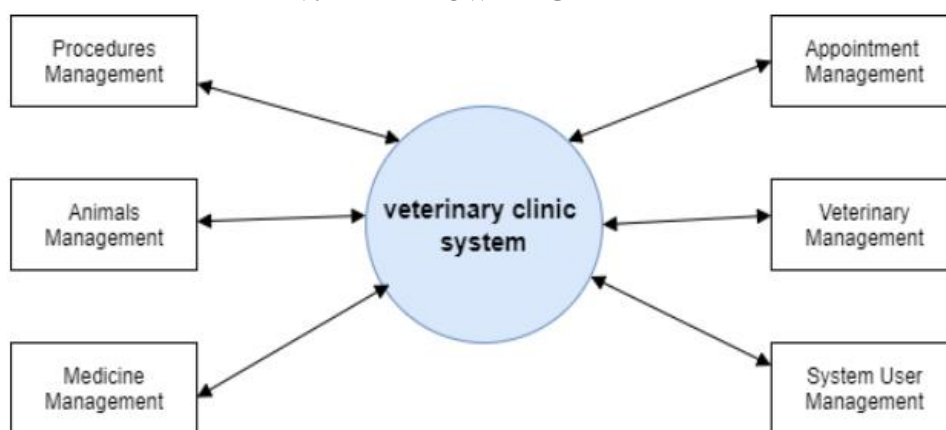 Procedures
Management
Appointment
Management
Animals
Management
veterinary clinic
system
Veterinary
Management
Medicine
Management
System User
Management